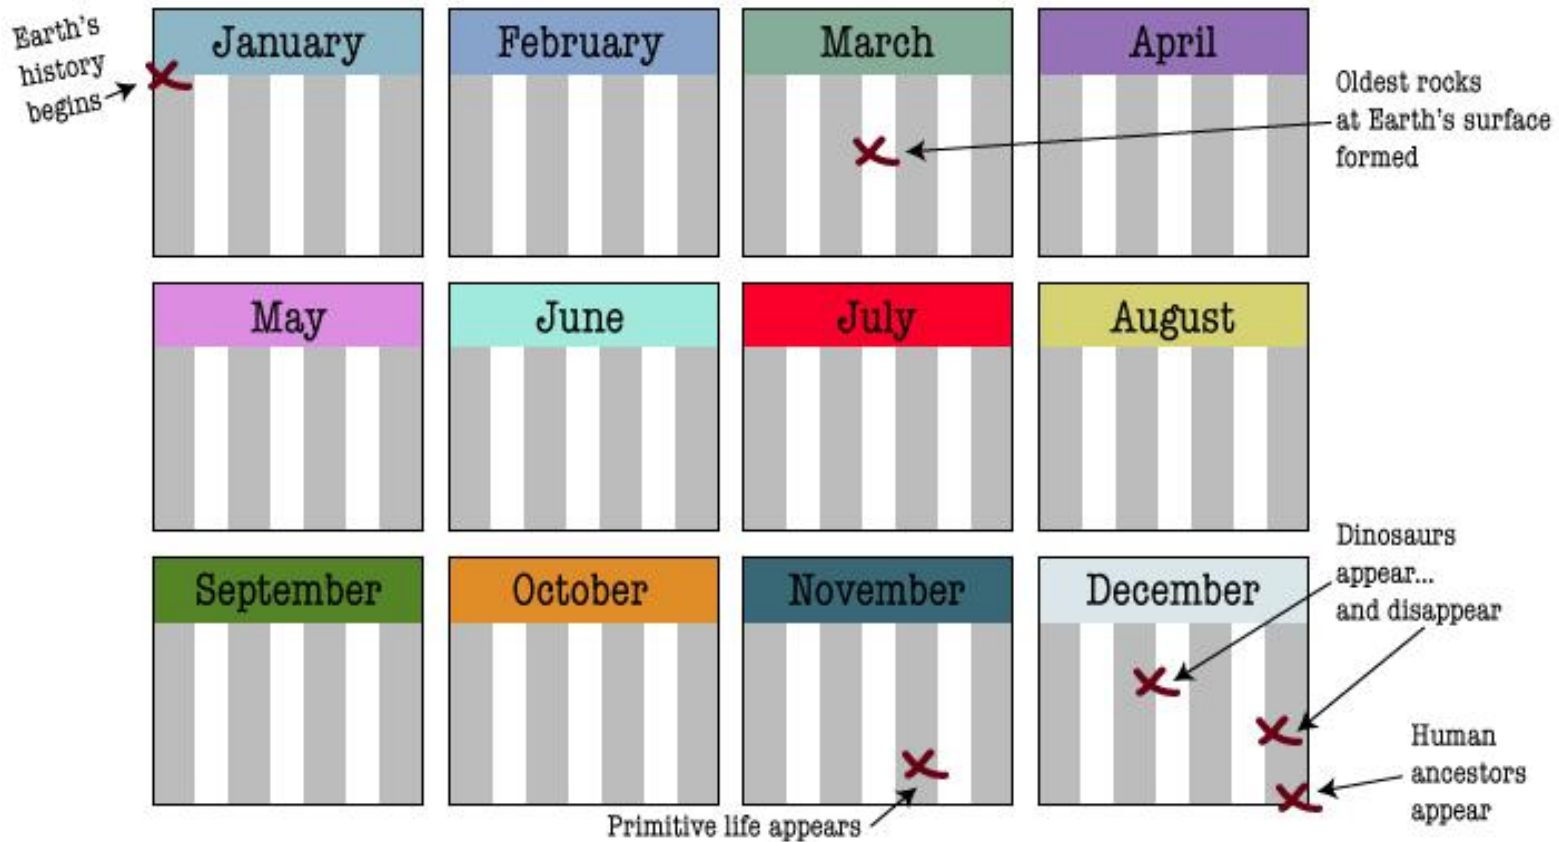 Earth's
history
begins
January
February
March
April
Oldest rocks
at Earth's surface
formed
May
June
July
August
September
October
November
December
Dinosaurs
appear...
and disappear
Human
ancestors
appear
Primitive life appears